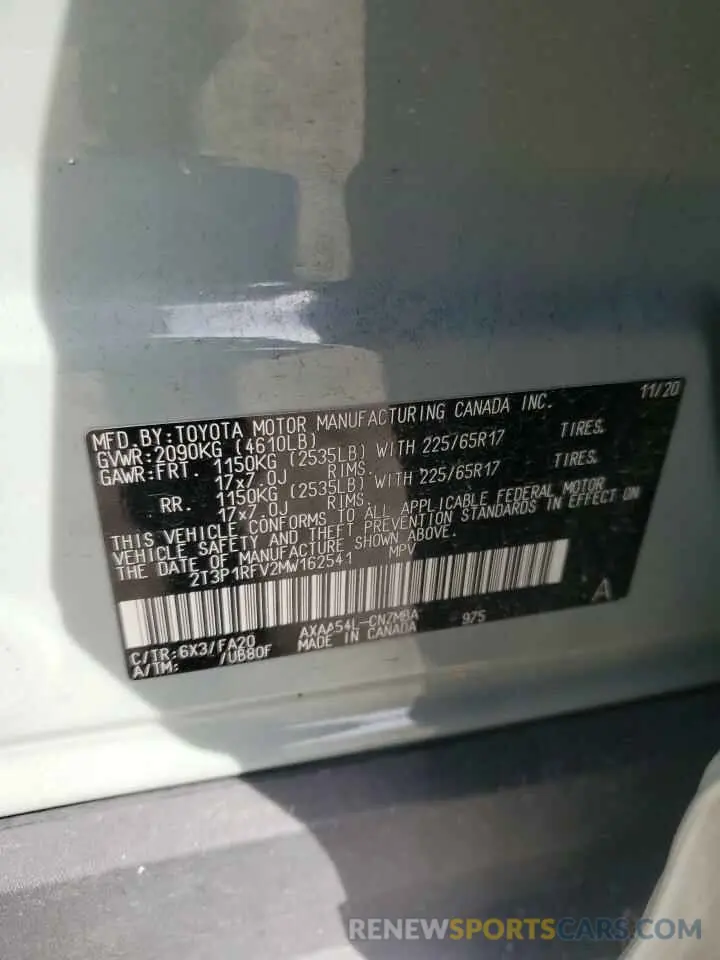 MFD.BY:TOYOTA MOTOR MANUFACTURING CANADA INC. 11/20
GVWR:2090KG (4610LB)
GAWR:FRT. 1150KG (2535LB) WITH 225/65R17 TIRES.
17x7.0J RIMS.
RR. 1150KG (2535LB) WITH 225/65R17 TIRES.
17x7.0J RIMS.
THIS VEHICLE CONFORMS TO ALL APPLICABLE FEDERAL MOTOR
VEHICLE SAFETY AND THEFT PREVENTION STANDARDS IN EFFECT ON
THE DATE OF MANUFACTURE SHOWN ABOVE.
2T3P1RFV2MW162541 MPV
A
C/TR:6X3/FA20 AXAA54L-CNZMBA 975
A/TM: /UB80F MADE IN CANADA
RENEWSPORTSCARS.COM